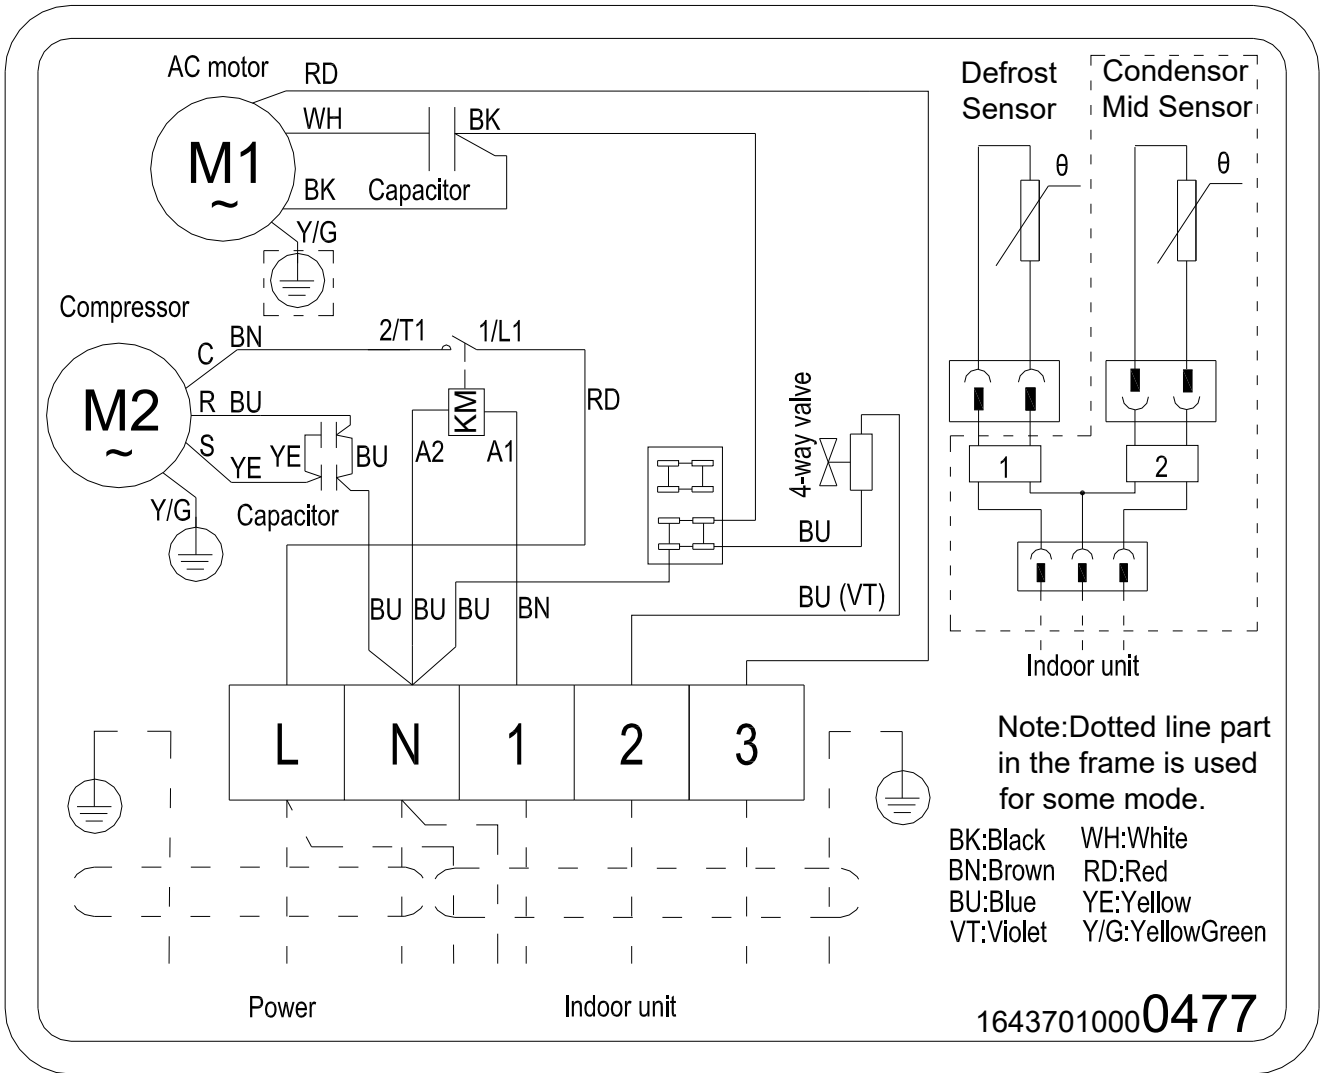 AC motor
RD
WH
BK
M1
~
BK
Capacitor
Y/G
Compressor
C
BN
2/T1
1/L1
RD
M2
~
R
BU
KM
S
YE
YE
BU
A2
A1
Y/G
Capacitor
4-way valve
BU
BU
BU
BU
BN
BU (VT)
L
N
1
2
3
Power
Indoor unit
Defrost
Sensor
Condensor
Mid Sensor
θ
θ
1
2
Indoor unit
Note:Dotted line part
in the frame is used
for some mode.
BK:Black WH:White
BN:Brown RD:Red
BU:Blue YE:Yellow
VT:Violet Y/G:YellowGreen
16437010000477